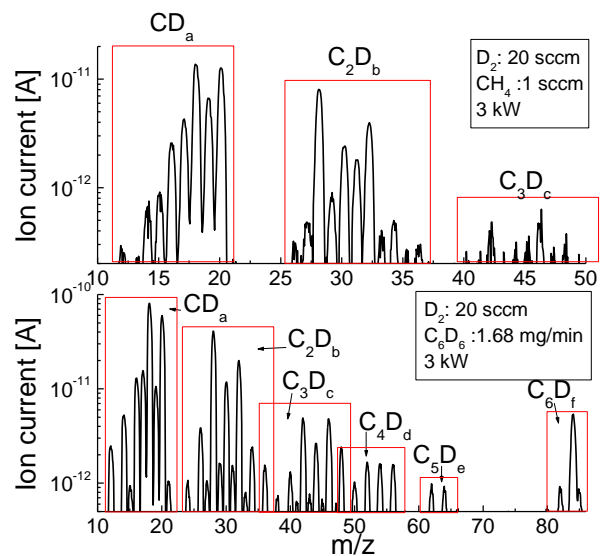 CD_a
C_2D_b
D_2: 20 sccm
CH_4 :1 sccm
3 kW
C_3D_c
Ion current [A]
10^-11
10^-12
10 15 20 25 30 35 40 45 50
10^-10
10^-11
10^-12
Ion current [A]
CD_a
C_2D_b
C_3D_c
C_4D_d
C_5D_e
C_6D_f
D_2: 20 sccm
C_6D_6 :1.68 mg/min
3 kW
10 20 30 40 50 60 70 80
m/z